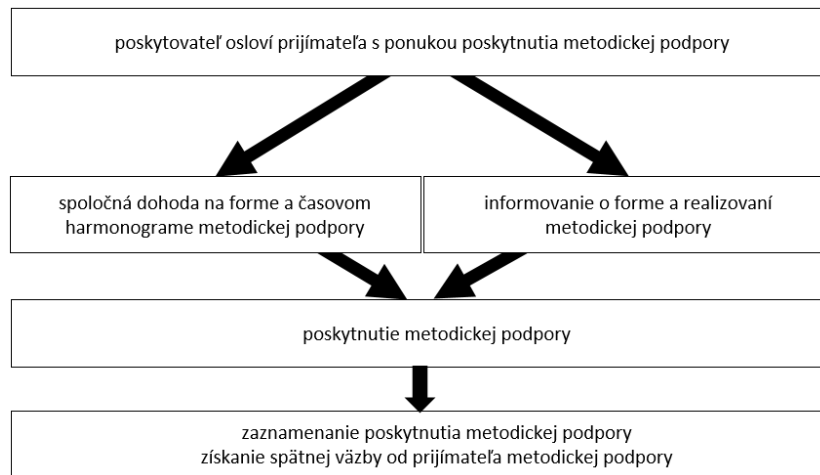 poskytovateľ osloví prijímateľa s ponukou poskytnutia metodickej podpory
spoločná dohoda na forme a časovom
harmonograme metodickej podpory
informovanie o forme a realizovaní
metodickej podpory
poskytnutie metodickej podpory
zaznamenanie poskytnutia metodickej podpory
získanie spätnej väzby od prijímateľa metodickej podpory